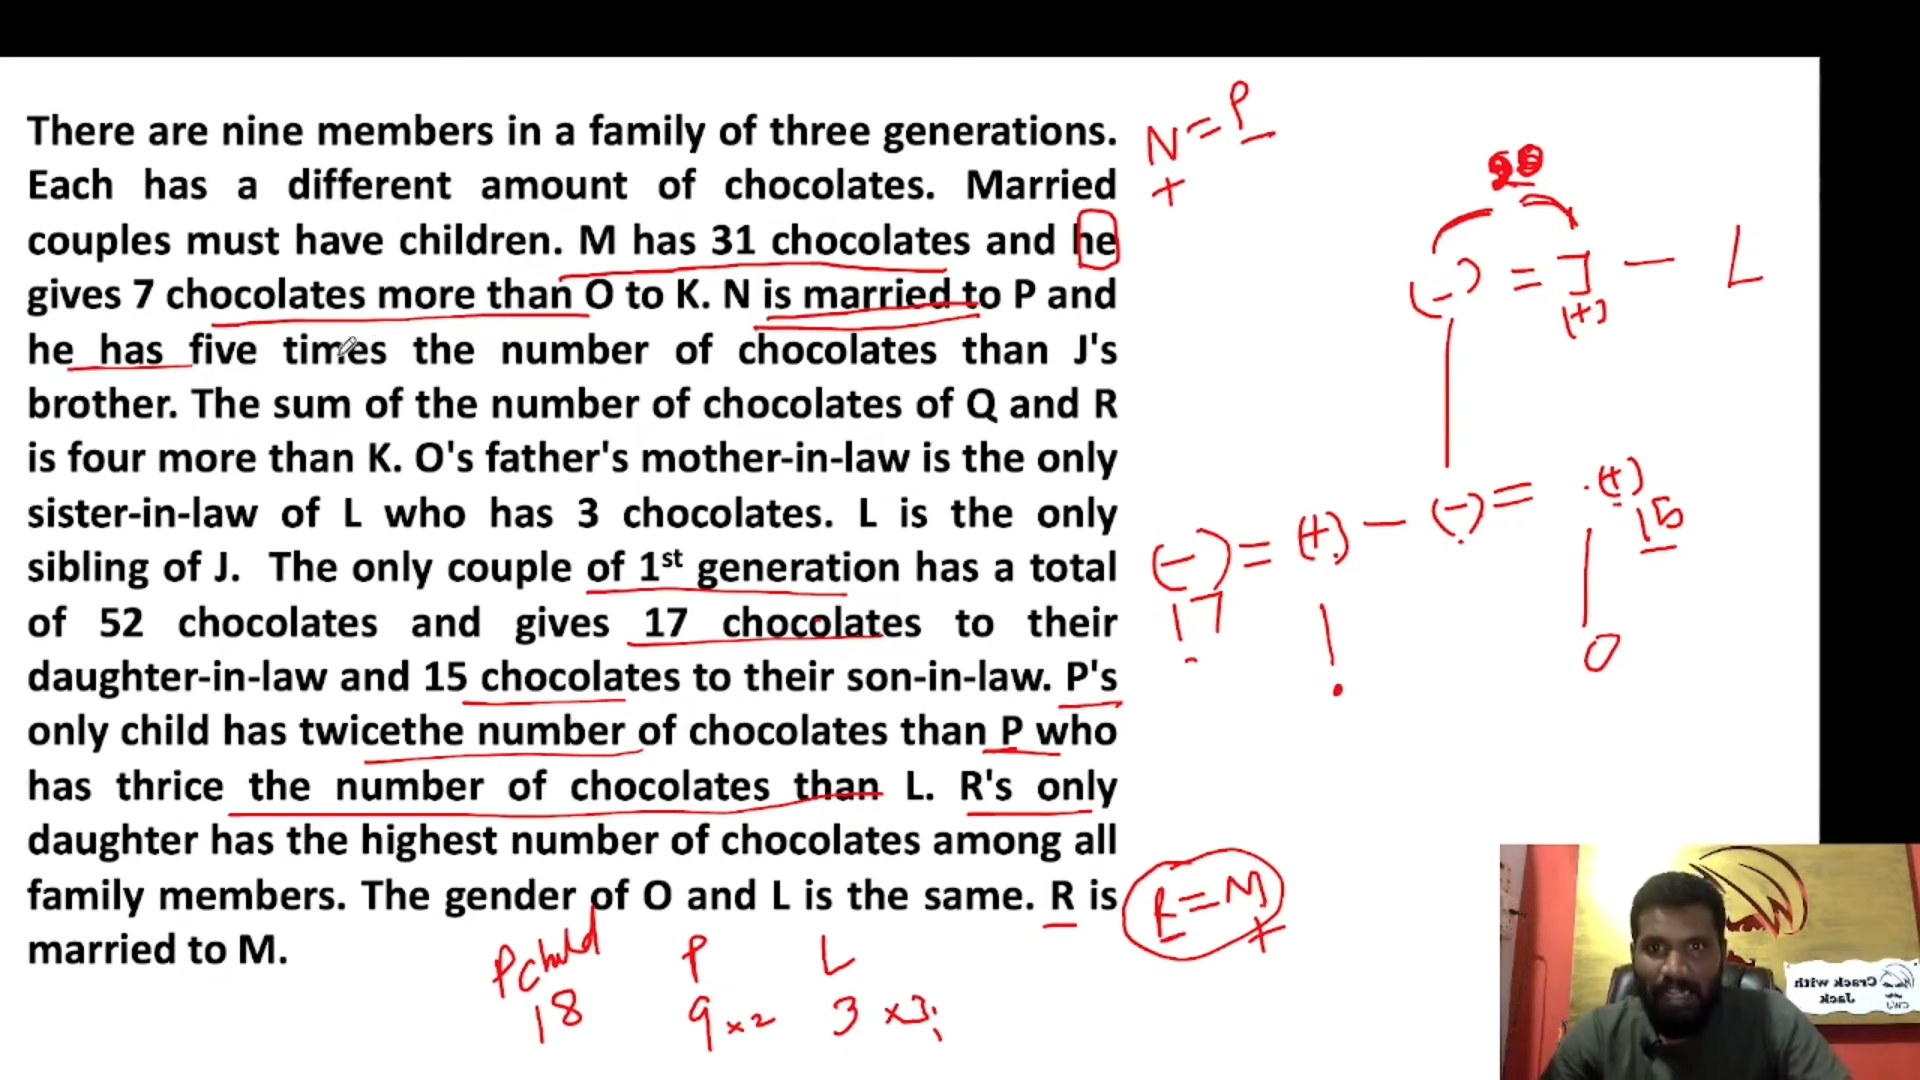 There are nine members in a family of three generations.
Each has a different amount of chocolates. Married
couples must have children. M has 31 chocolates and he
gives 7 chocolates more than O to K. N is married to P and
he has five times the number of chocolates than J's
brother. The sum of the number of chocolates of Q and R
is four more than K. O's father's mother-in-law is the only
sister-in-law of L who has 3 chocolates. L is the only
sibling of J. The only couple of 1st generation has a total
of 52 chocolates and gives 17 chocolates to their
daughter-in-law and 15 chocolates to their son-in-law. P's
only child has twicethe number of chocolates than P who
has thrice the number of chocolates than L. R's only
daughter has the highest number of chocolates among all
family members. The gender of O and L is the same. R is
married to M.
N = P
+
(-) = J — L
(+)
(-) = (+) — (-) = (+)
17 15
O
R = M
+
P child P L
18 9 x2 3 x3
Crack with
Jack